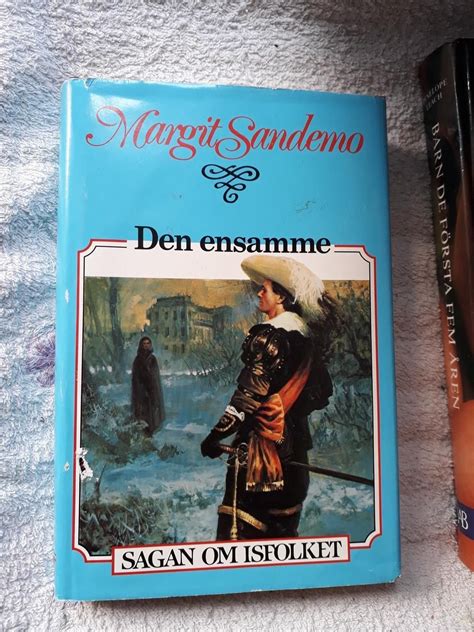 Margit Sandemo
Den ensamme
SAGAN OM ISFOLKET
BARN DE FÖRSTA FEM ÅREN